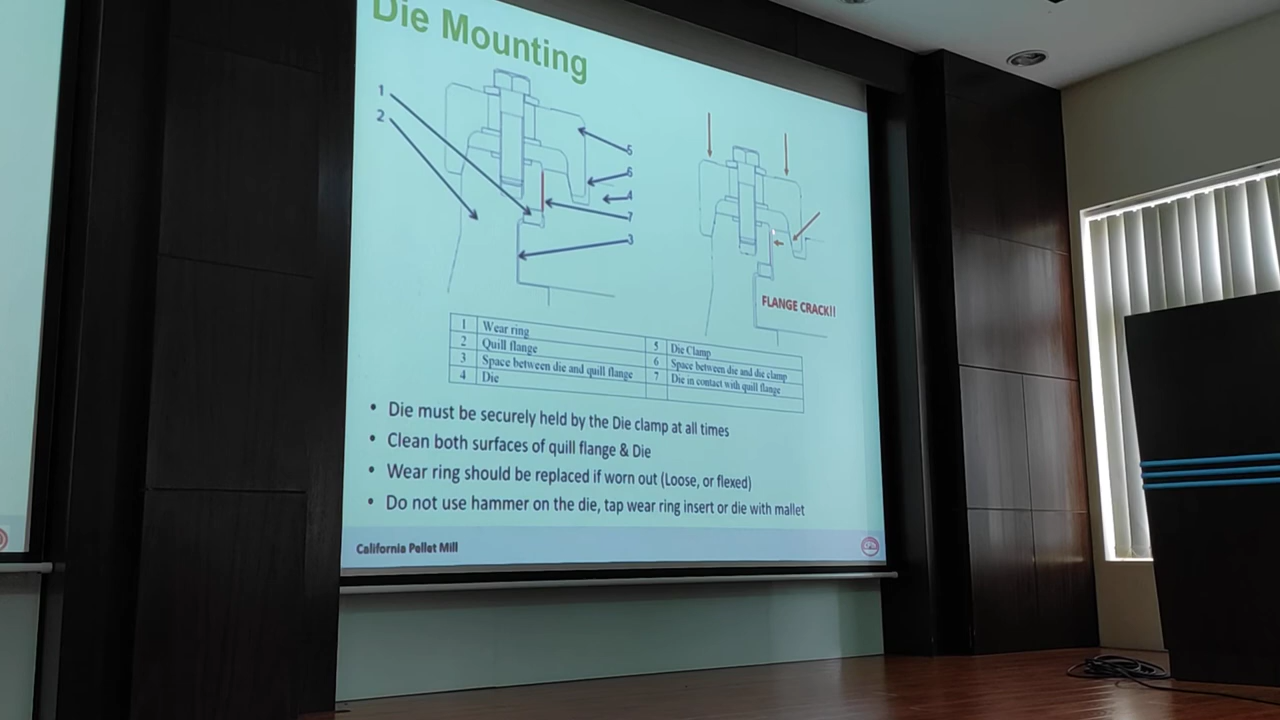 Die Mounting
1
2
5
6
4
7
3
FLANGE CRACK!!
1 Wear ring
2 Quill flange
3 Space between die and quill flange
4 Die
5 Die Clamp
6 Space between die and die clamp
7 Die in contact with quill flange
• Die must be securely held by the Die clamp at all times
• Clean both surfaces of quill flange & Die
• Wear ring should be replaced if worn out (Loose, or flexed)
• Do not use hammer on the die, tap wear ring insert or die with mallet
California Pellet Mill
CPM